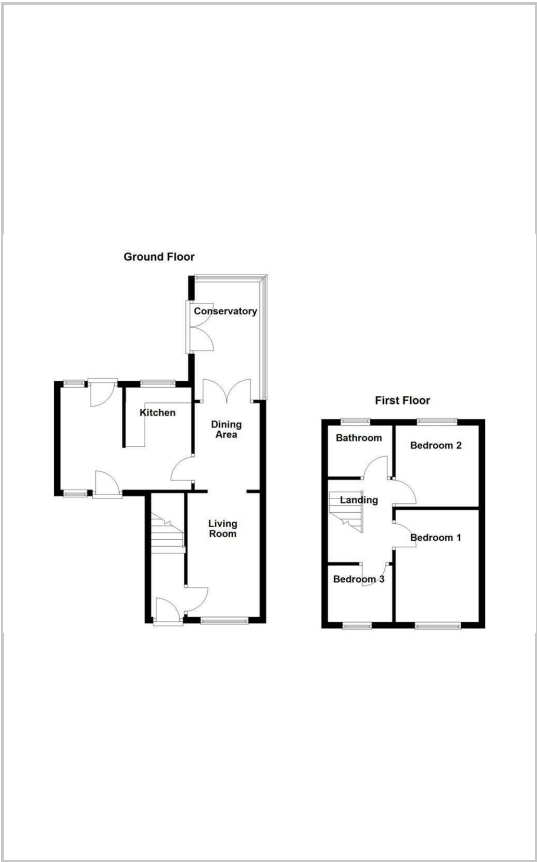 Ground Floor
Conservatory
Kitchen
Dining
Area
Living
Room
First Floor
Bathroom
Bedroom 2
Landing
Bedroom 1
Bedroom 3